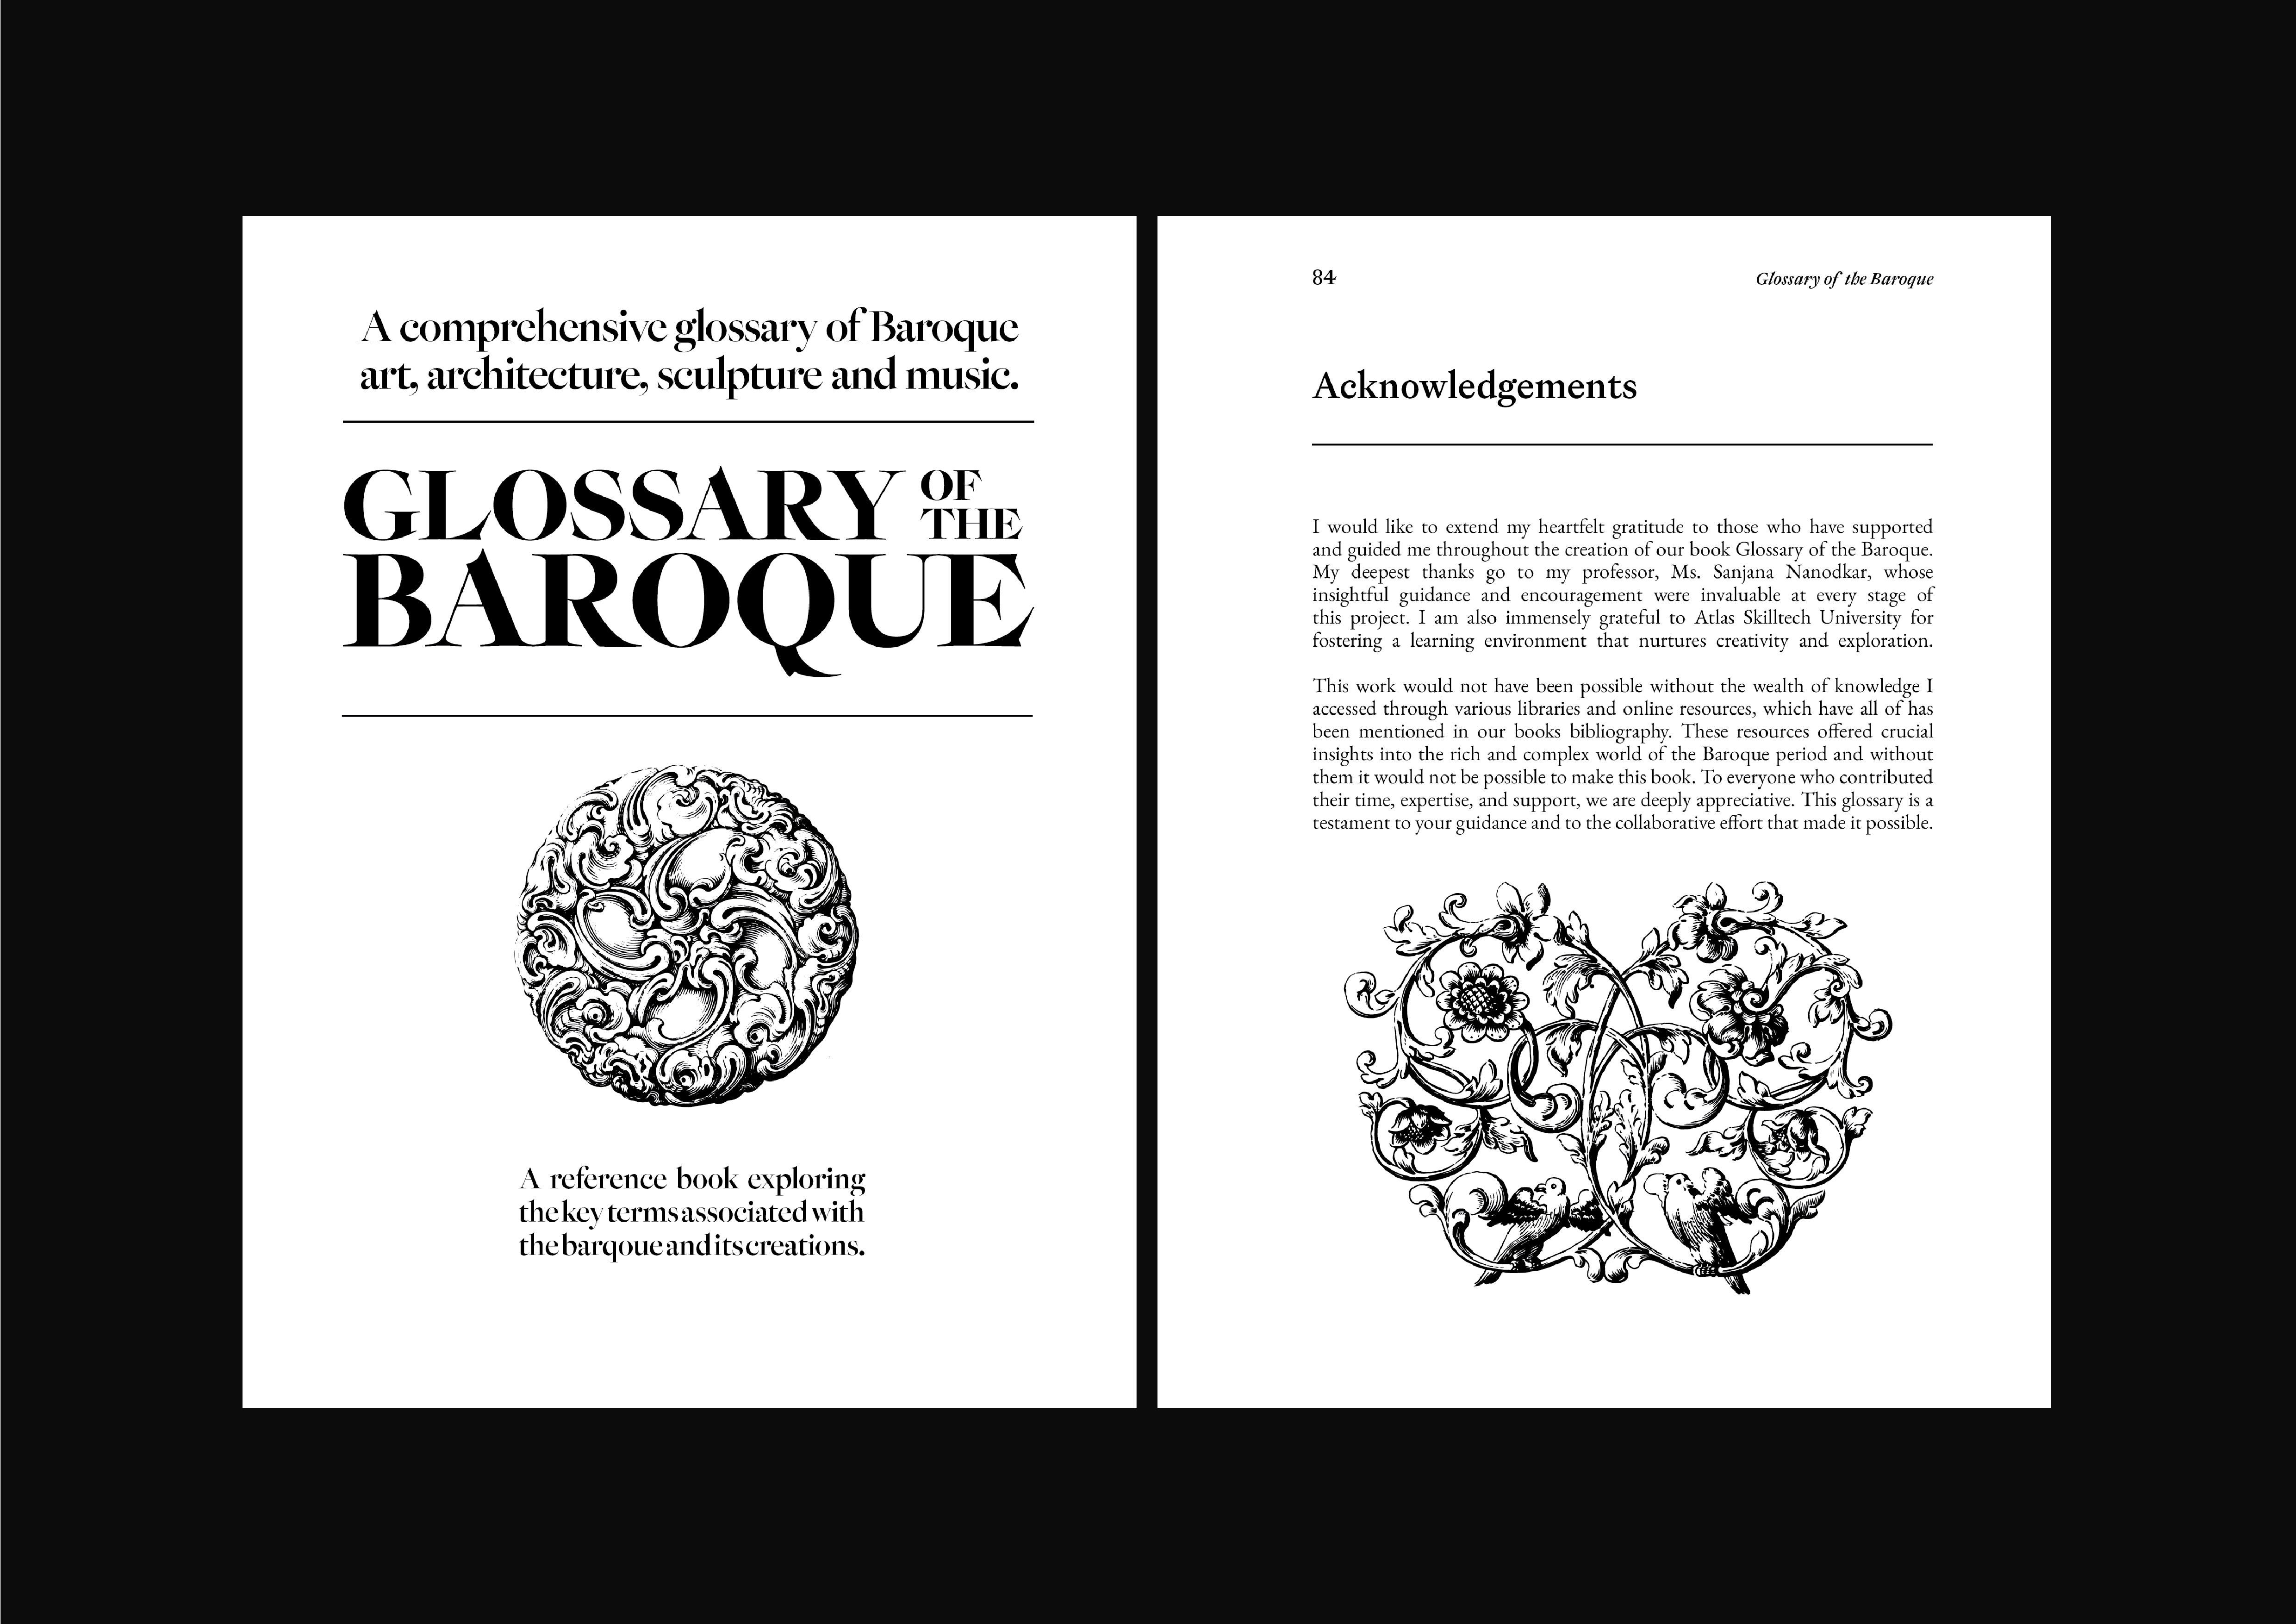 A comprehensive glossary of Baroque
art, architecture, sculpture and music.
GLOSSARY OF THE
BAROQUE
A reference book exploring
the key terms associated with
the barqoue and its creations.
84
Glossary of the Baroque
Acknowledgements
I would like to extend my heartfelt gratitude to those who have supported
and guided me throughout the creation of our book Glossary of the Baroque.
My deepest thanks go to my professor, Ms. Sanjana Nanodkar, whose
insightful guidance and encouragement were invaluable at every stage of
this project. I am also immensely grateful to Atlas Skilltech University for
fostering a learning environment that nurtures creativity and exploration.
This work would not have been possible without the wealth of knowledge I
accessed through various libraries and online resources, which have all of has
been mentioned in our books bibliography. These resources offered crucial
insights into the rich and complex world of the Baroque period and without
them it would not be possible to make this book. To everyone who contributed
their time, expertise, and support, we are deeply appreciative. This glossary is a
testament to your guidance and to the collaborative effort that made it possible.